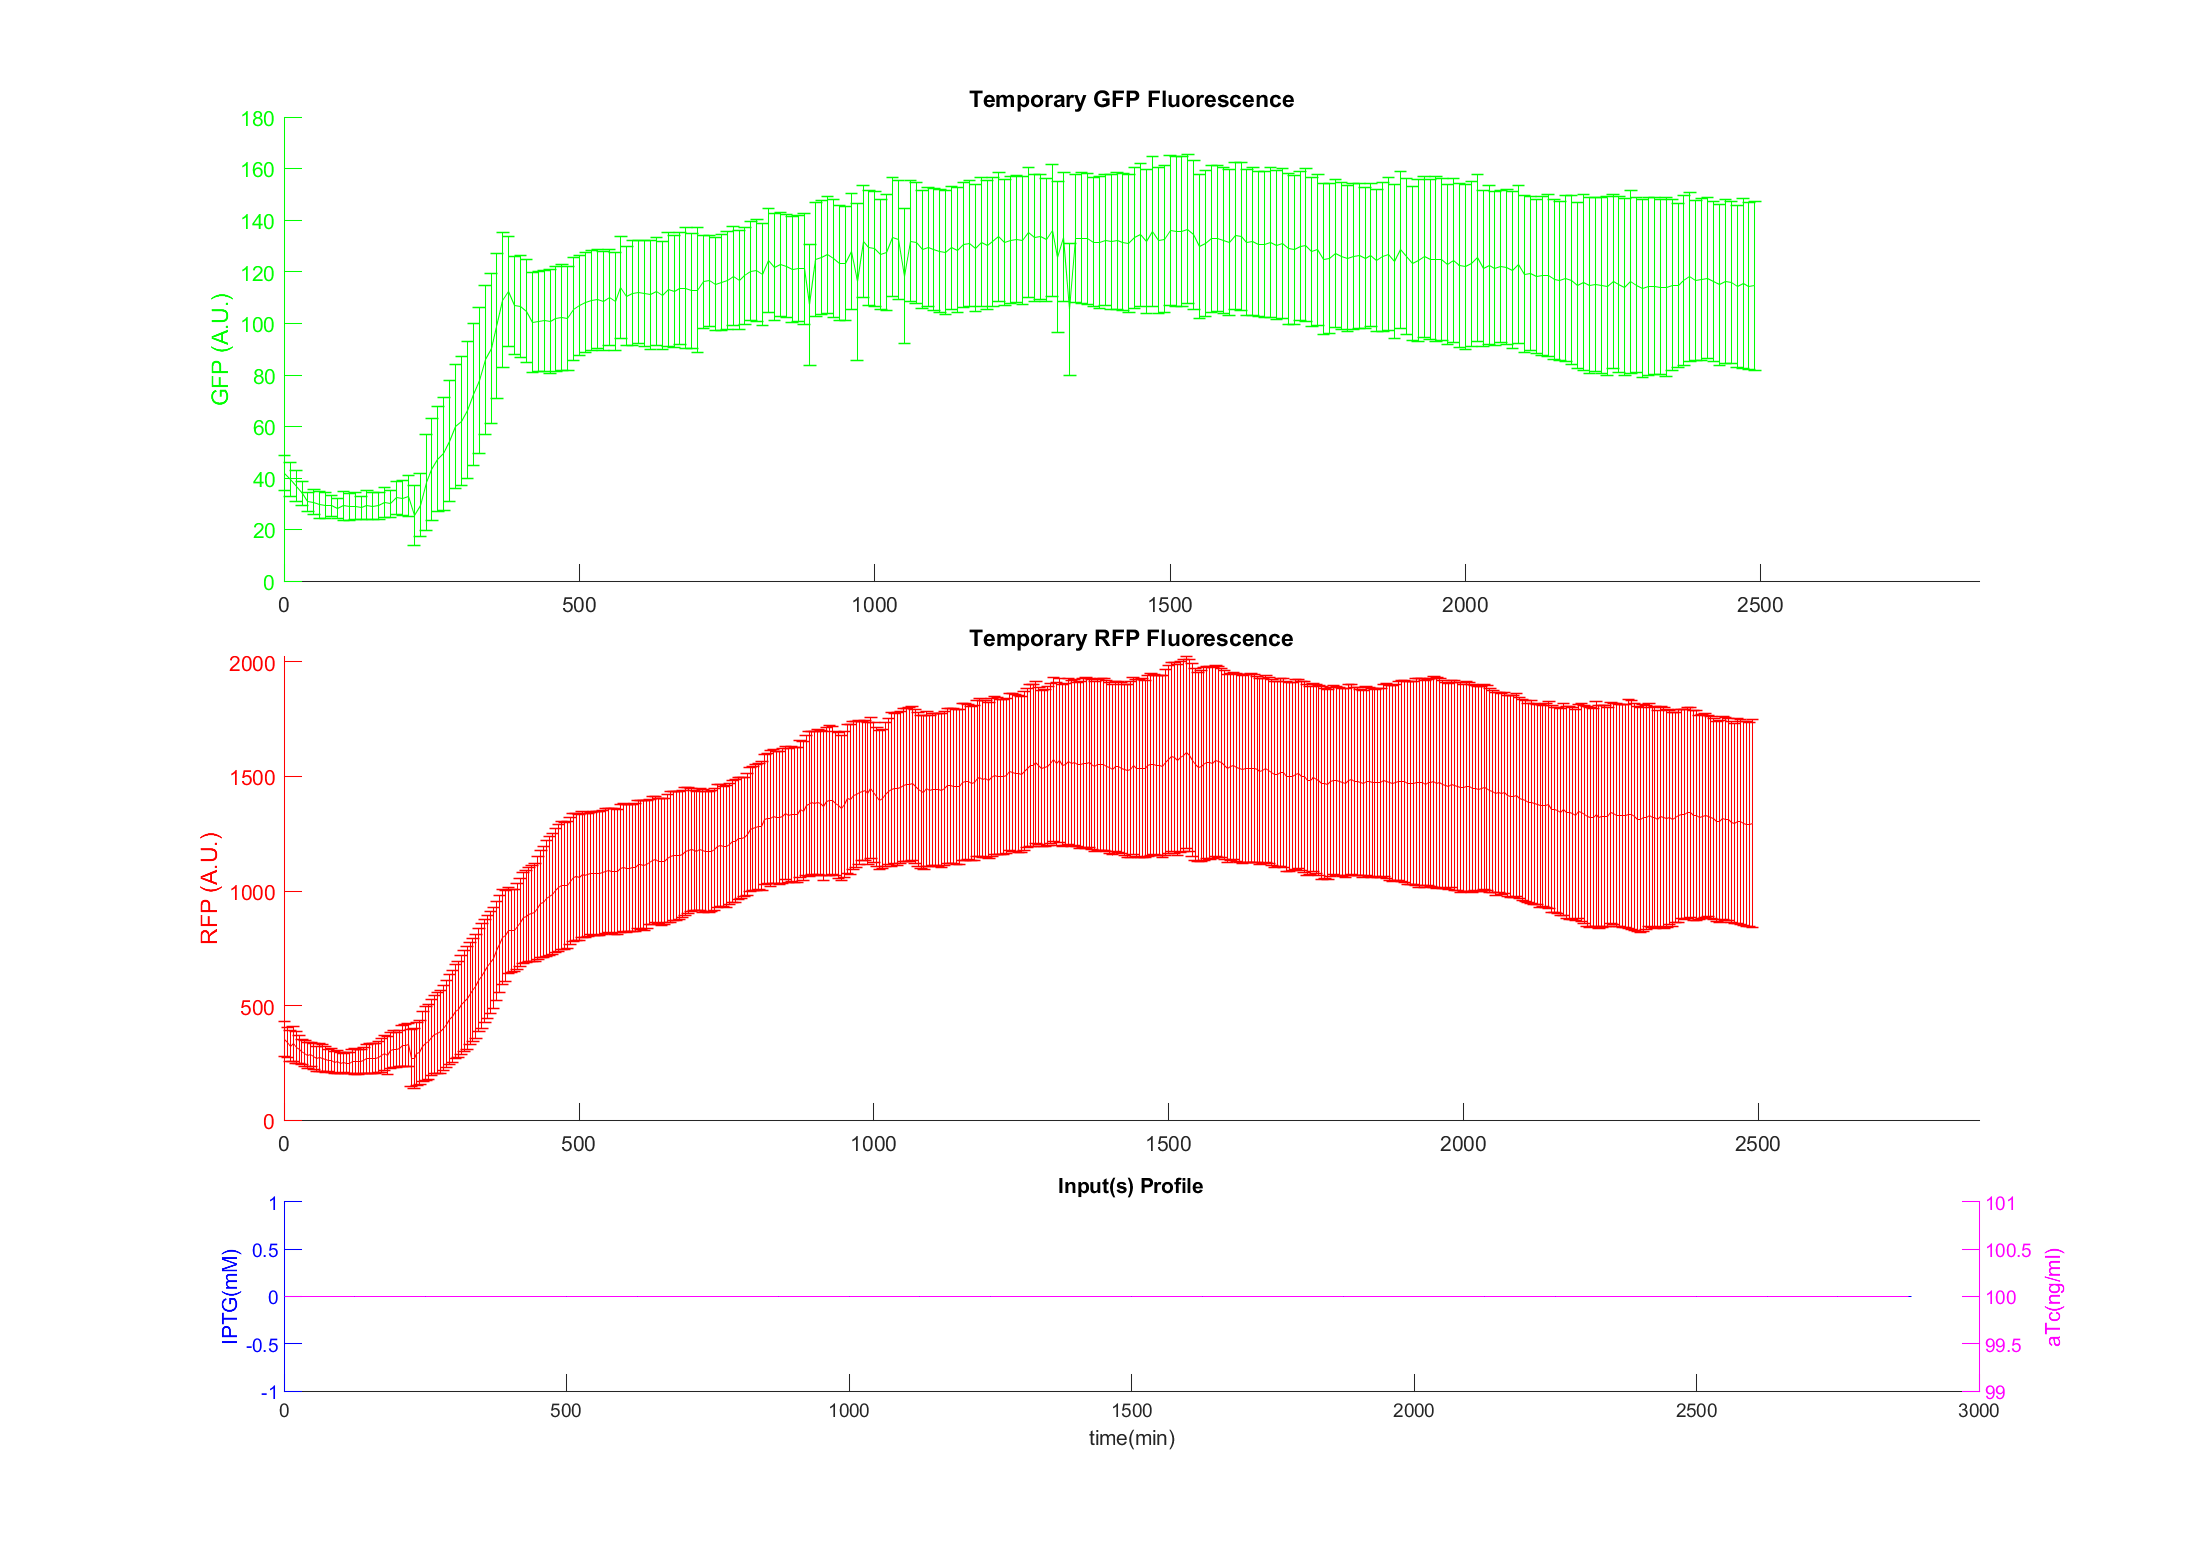 Temporary GFP Fluorescence
180
160
140
120
100
80
60
40
20
0
GFP (A.U.)
0 500 1000 1500 2000 2500
Temporary RFP Fluorescence
2000
1500
1000
500
0
RFP (A.U.)
0 500 1000 1500 2000 2500
Input(s) Profile
1 101
0.5 100.5
0 100
-0.5 99.5
-1 99
IPTG(mM) aTc(ng/ml)
0 500 1000 1500 2000 2500 3000
time(min)